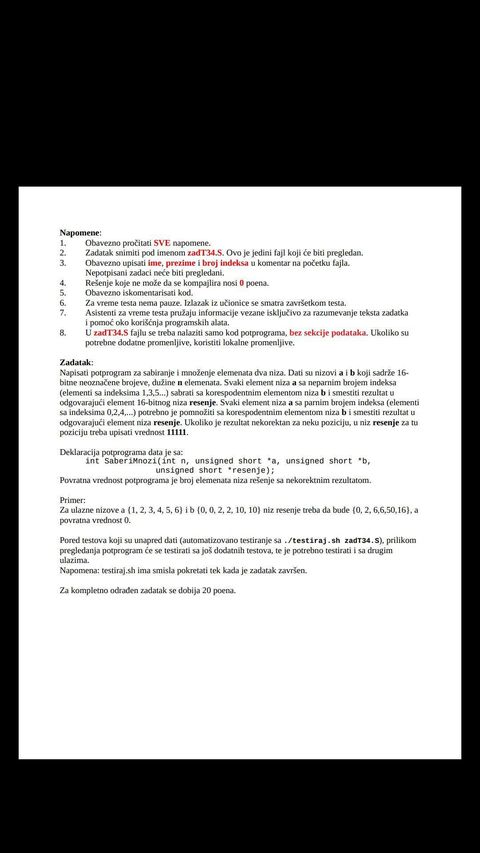 Napomene:
1. Obavezno pročitati SVE napomene.
2. Zadatak snimiti pod imenom zadT34.S. Ovo je jedini fajl koji će biti pregledan.
3. Obavezno upisati ime, prezime i broj indeksa u komentar na početku fajla.
Nepotpisani zadaci neće biti pregledani.
4. Rešenje koje ne može da se kompajlira nosi 0 poena.
5. Obavezno iskomentarisati kod.
6. Za vreme testa nema pauze. Izlazak iz učionice se smatra završetkom testa.
7. Asistenti za vreme testa pružaju informacije vezane isključivo za razumevanje teksta zadatka
i pomoć oko korišćnja programskih alata.
8. U zadT34.S fajlu se treba nalaziti samo kod potprograma, bez sekcije podataka. Ukoliko su
potrebne dodatne promenljive, koristiti lokalne promenljive.
Zadatak:
Napisati potprogram za sabiranje i množenje elemenata dva niza. Dati su nizovi a i b koji sadrže 16-
bitne neoznačene brojeve, dužine n elemenata. Svaki element niza a sa neparnim brojem indeksa
(elementi sa indeksima 1,3,5...) sabrati sa korespodentnim elementom niza b i smestiti rezultat u
odgovarajući element 16-bitnog niza resenje. Svaki element niza a sa parnim brojem indeksa (elementi
sa indeksima 0,2,4,...) potrebno je pomnožiti sa korespodentnim elementom niza b i smestiti rezultat u
odgovarajući element niza resenje. Ukoliko je rezultat nekorektan za neku poziciju, u niz resenje za tu
poziciju treba upisati vrednost 11111.
Deklaracija potprograma data je sa:
int SaberiMnozi(int n, unsigned short *a, unsigned short *b,
unsigned short *resenje);
Povratna vrednost potprograma je broj elemenata niza rešenja sa nekorektnim rezultatom.
Primer:
Za ulazne nizove a {1, 2, 3, 4, 5, 6} i b {0, 0, 2, 2, 10, 10} niz resenje treba da bude {0, 2, 6,6,50,16}, a
povratna vrednost 0.
Pored testova koji su unapred dati (automatizovano testiranje sa ./testiraj.sh zadT34.S), prilikom
pregledanja potprogram će se testirati sa još dodatnih testova, te je potrebno testirati i sa drugim
ulazima.
Napomena: testiraj.sh ima smisla pokretati tek kada je zadatak završen.
Za kompletno odrađen zadatak se dobija 20 poena.